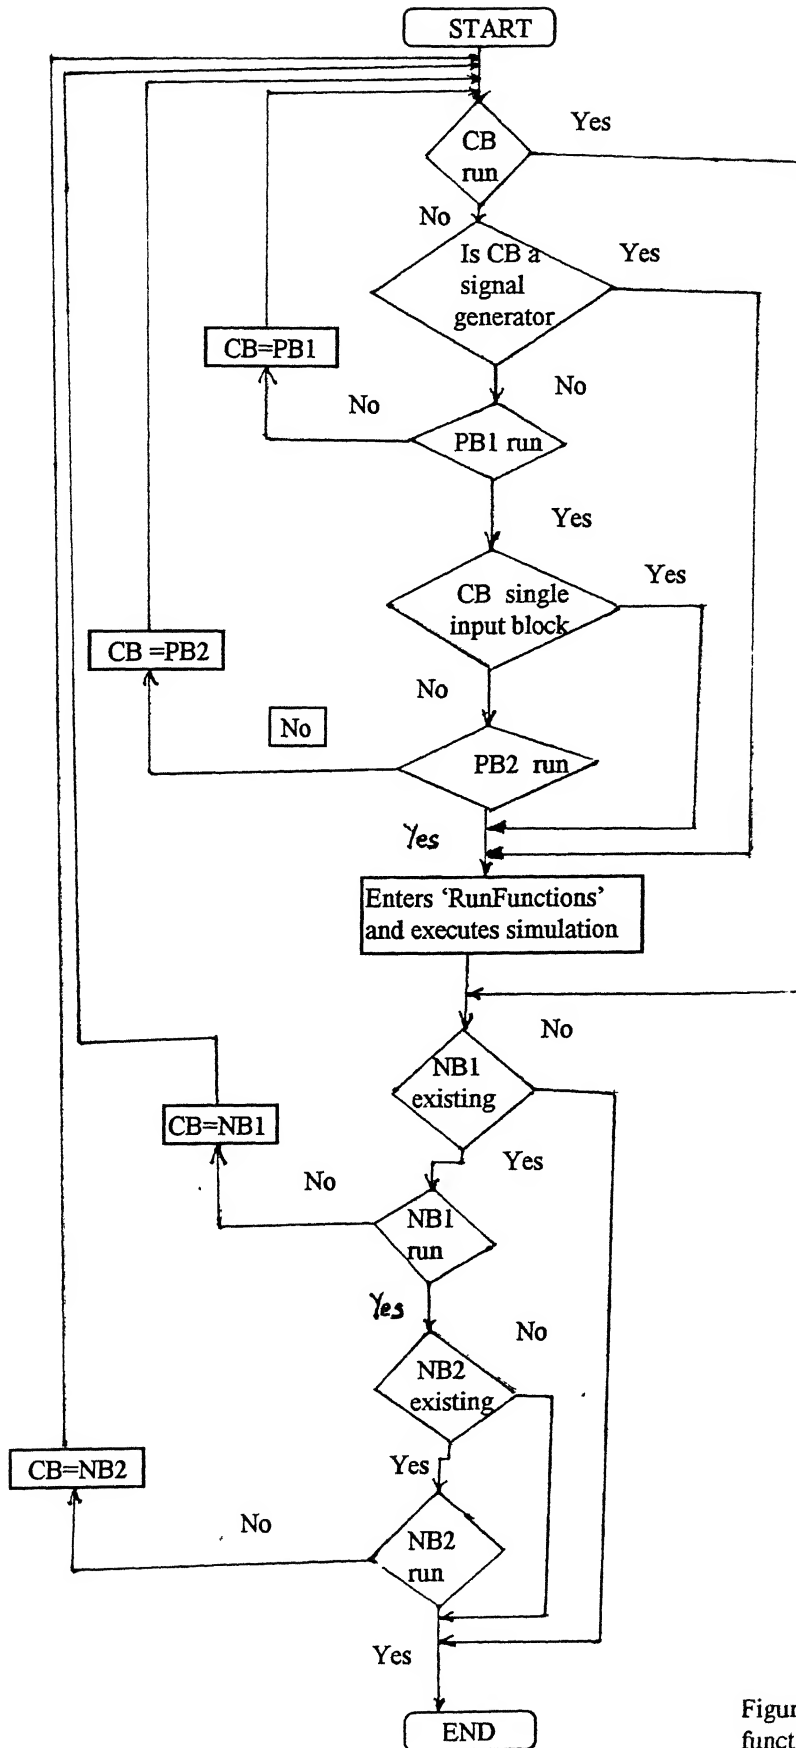 START
Yes
CB
run
No
Is CB a
signal
generator
Yes
CB=PB1
No
No
PB1 run
Yes
CB single
input block
Yes
CB =PB2
No
No
PB2 run
Yes
Enters ‘RunFunctions’
and executes simulation
No
NB1
existing
CB=NB1
Yes
No
NB1
run
Yes
No
NB2
existing
CB=NB2
Yes
No
NB2
run
Yes
END